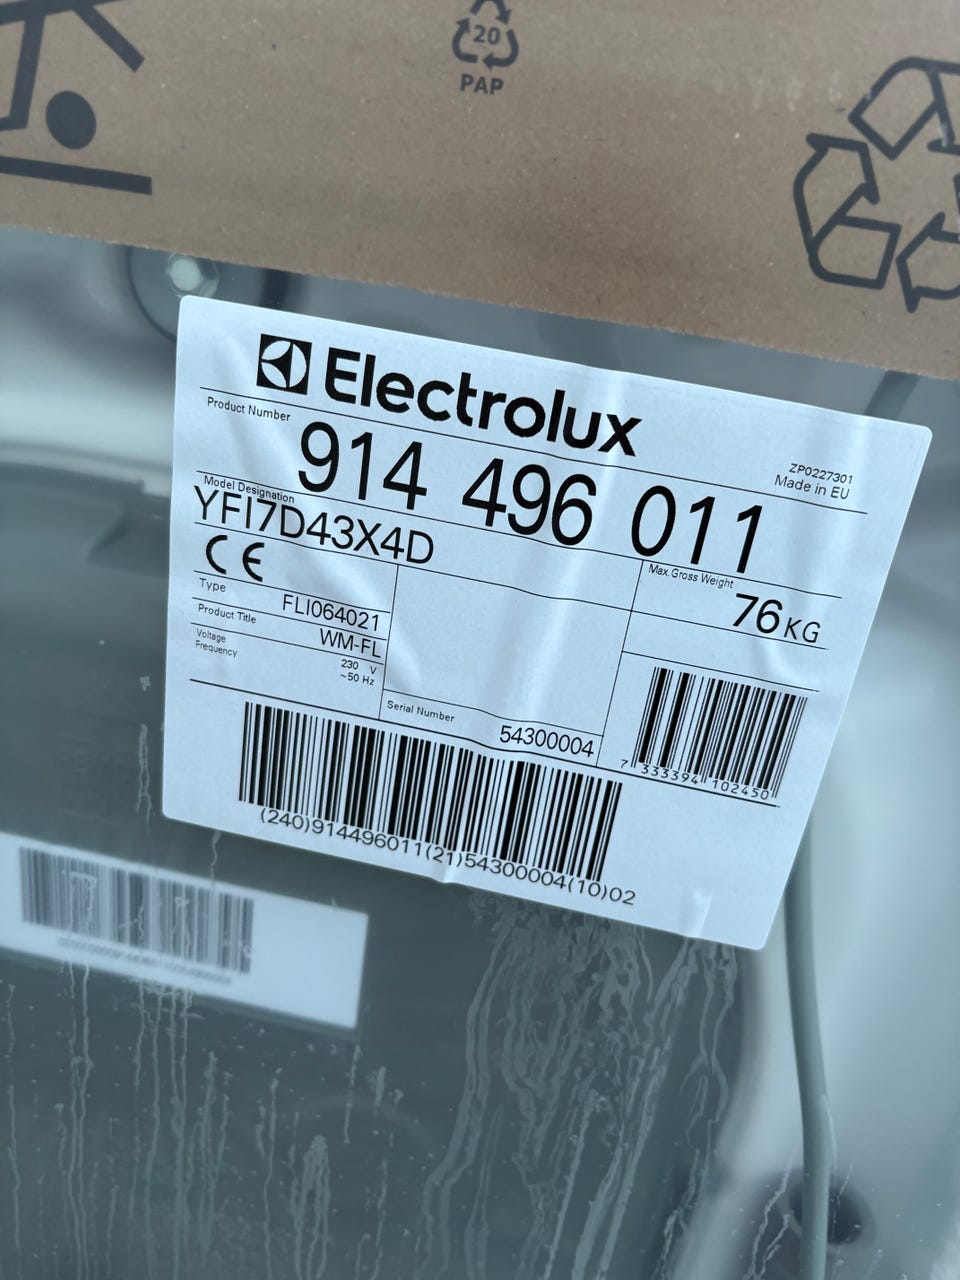 20
PAP
Electrolux
Product Number
914 496 011
ZP0227301
Made in EU
Model Designation
YFI7D43X4D
CE
Max.Gross Weight
76 KG
Type
FLI064021
Product Title
WM-FL
Voltage
230 V
Frequency
~50 Hz
Serial Number
54300004
7 333394 102450
(240)914496011(21)54300004(10)02